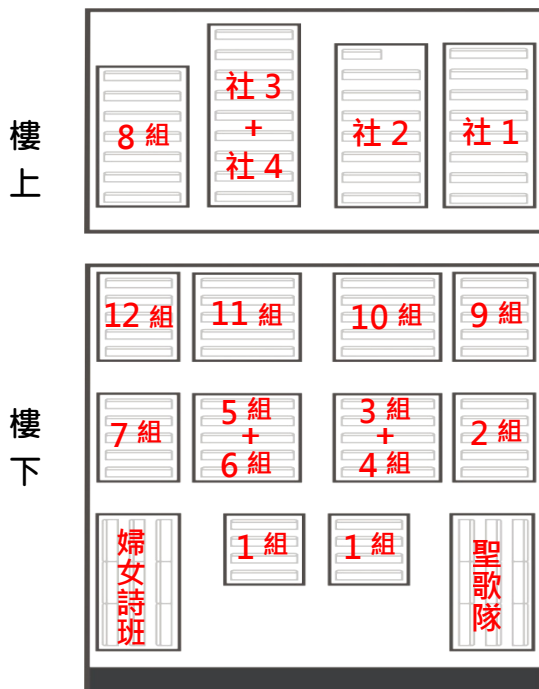 樓上
8 組
社 3
+
社 4
社 2
社 1
樓下
12 組
11 組
10 組
9 組
7 組
5 組
+
6 組
3 組
+
4 組
2 組
婦女詩班
1 組
1 組
聖歌隊